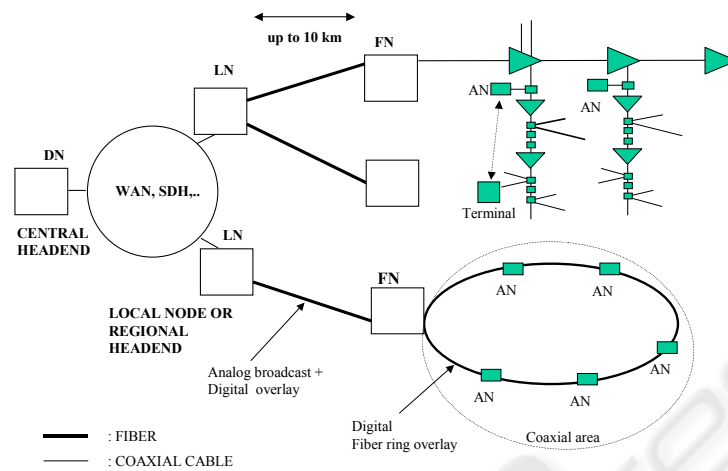 up to 10 km
LN
FN
AN
AN
DN
WAN, SDH,..
Terminal
CENTRAL
HEADEND
LN
FN
LOCAL NODE OR
REGIONAL
HEADEND
AN
AN
AN
AN
AN
Analog broadcast +
Digital overlay
Digital
Fiber ring overlay
Coaxial area
: FIBER
: COAXIAL CABLE